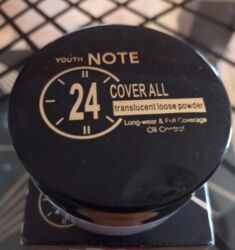 YOUTH NOTE
24
COVER ALL
translucent loose powder
Long-wear & Full Coverage
Oil Control